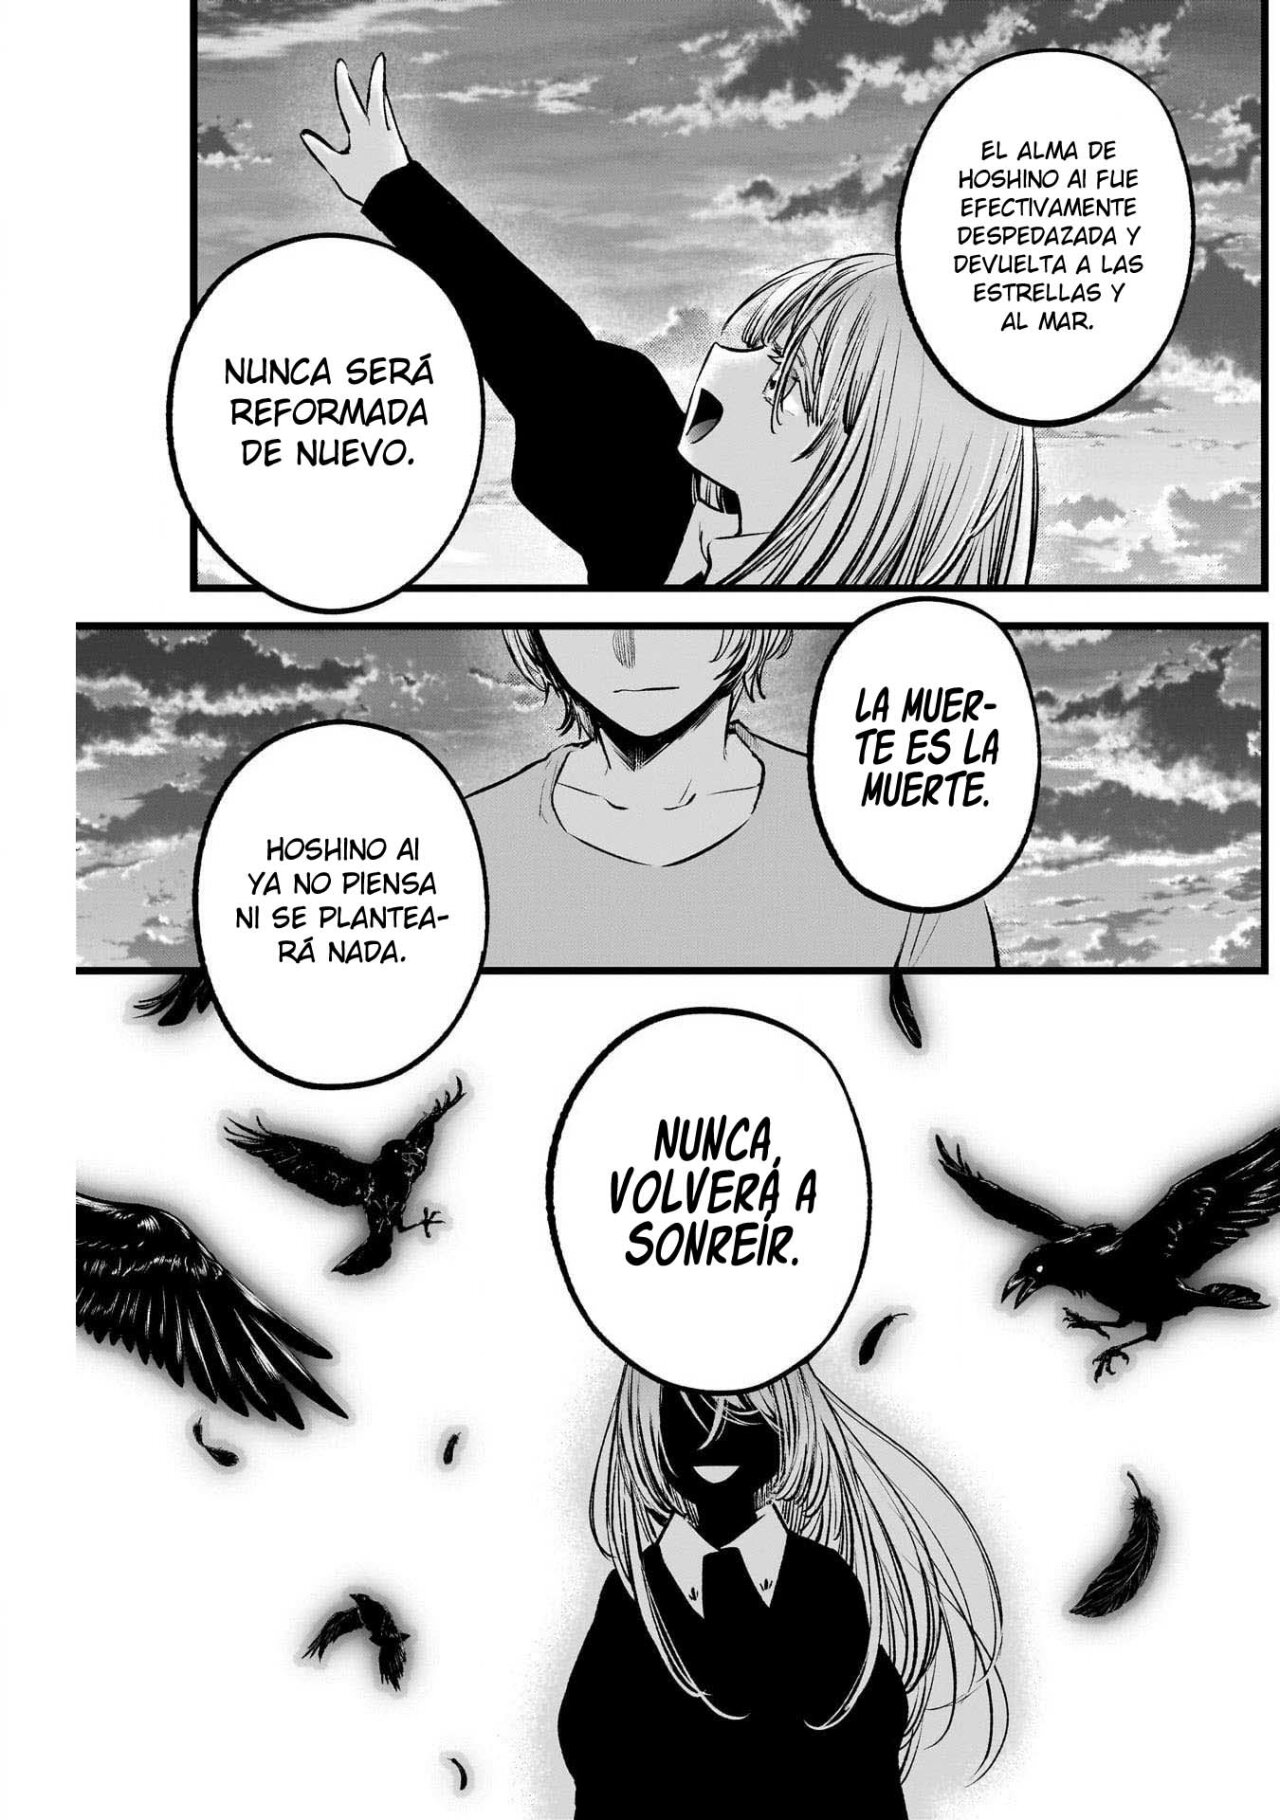 EL ALMA DE
HOSHINO AI FUE
EFECTIVAMENTE
DESPEDAZADA Y
DEVUELTA A LAS
ESTRELLAS Y
AL MAR.
NUNCA SERÁ
REFORMADA
DE NUEVO.
LA MUER-
TE ES LA
MUERTE.
HOSHINO AI
YA NO PIENSA
NI SE PLANTEA-
RÁ NADA.
NUNCA,
VOLVERÁ A
SONREÍR.